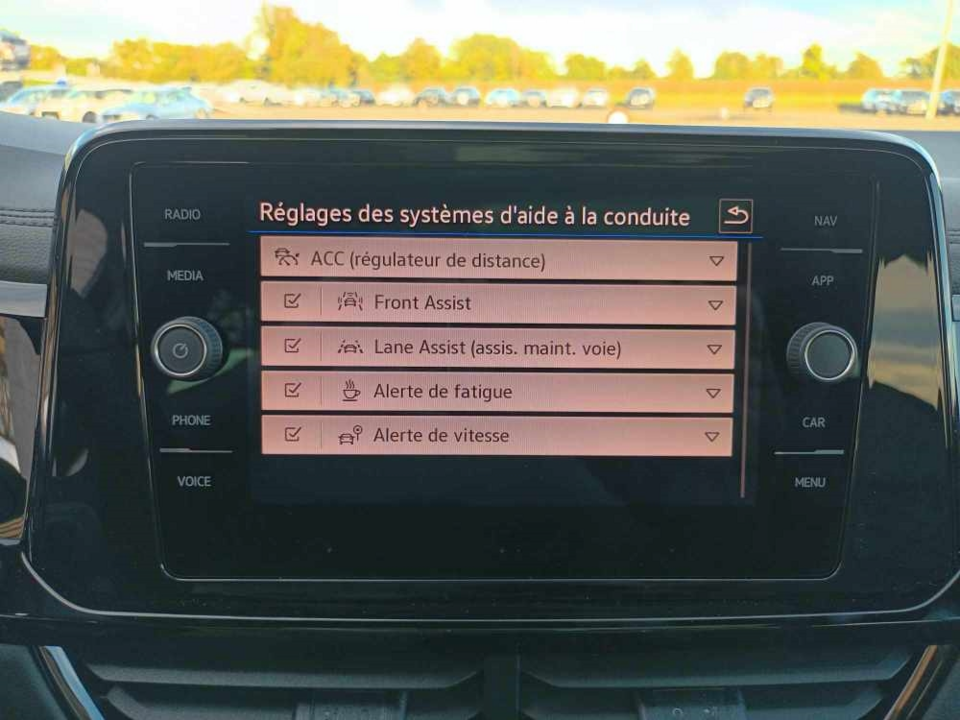 RADIO
MEDIA
PHONE
VOICE
Réglages des systèmes d'aide à la conduite
ACC (régulateur de distance)
Front Assist
Lane Assist (assis. maint. voie)
Alerte de fatigue
Alerte de vitesse
NAV
APP
CAR
MENU